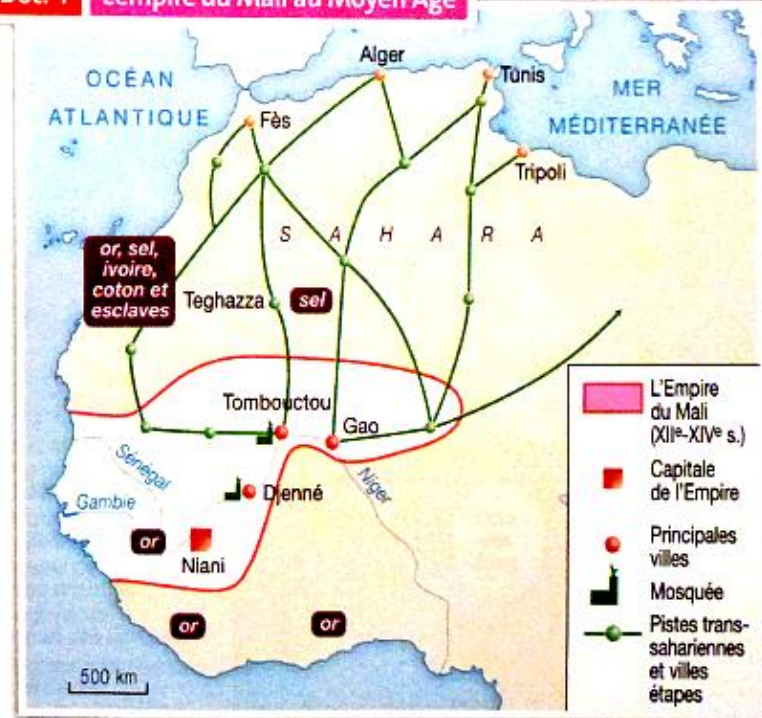 Doc. 1
L'empire du Mali au Moyen Âge
OCÉAN
ATLANTIQUE
Alger
Tunis
MER
MÉDITERRANÉE
Fès
Tripoli
S A H A R A
or, sel,
ivoire,
coton et
esclaves
Teghazza
sel
Tombouctou
Gao
Sénégal
Gambie
Djenné
Niger
or
Niani
or
or
500 km
L'Empire
du Mali
(XIIe-XIVe s.)
Capitale
de l'Empire
Principales
villes
Mosquée
Pistes trans-
sahariennes
et villes
étapes